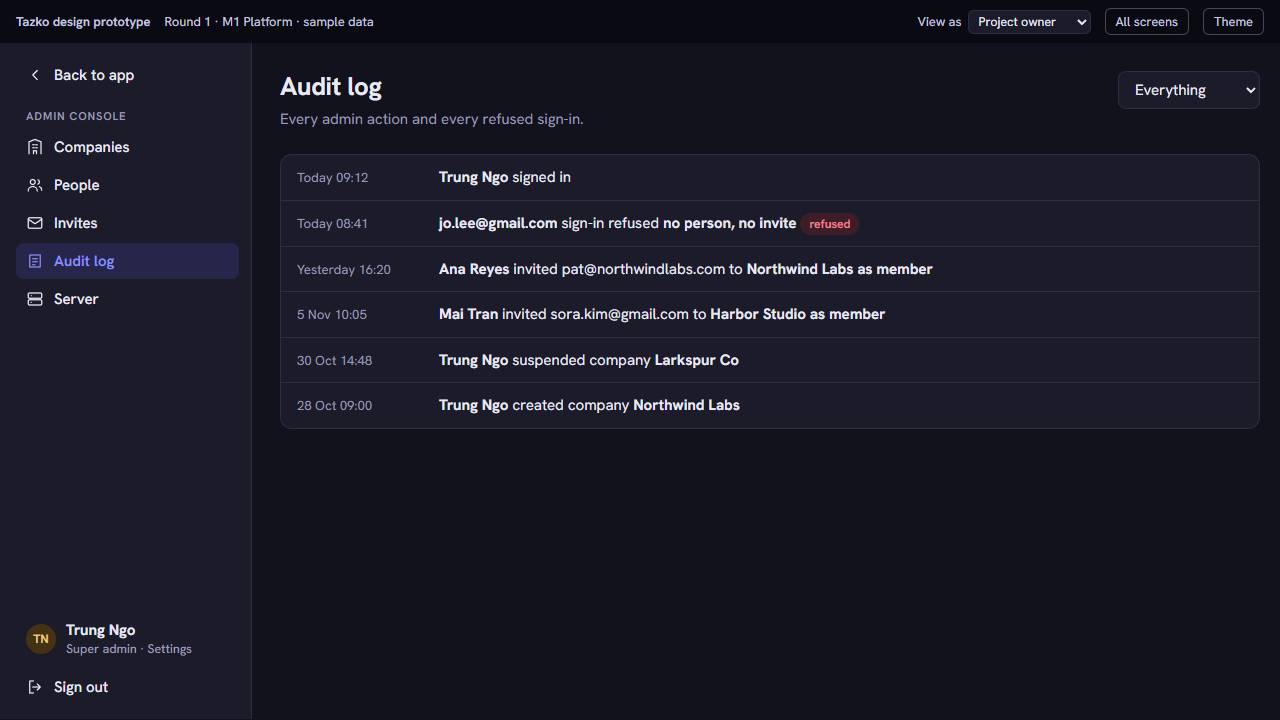 Tazko design prototype Round 1 · M1 Platform · sample data View as Project owner All screens Theme
Back to app
ADMIN CONSOLE
Companies
People
Invites
Audit log
Server
Trung Ngo
TN
Super admin · Settings
Sign out
Audit log
Everything
Every admin action and every refused sign-in.
Today 09:12 Trung Ngo signed in
Today 08:41 jo.lee@gmail.com sign-in refused no person, no invite refused
Yesterday 16:20 Ana Reyes invited pat@northwindlabs.com to Northwind Labs as member
5 Nov 10:05 Mai Tran invited sora.kim@gmail.com to Harbor Studio as member
30 Oct 14:48 Trung Ngo suspended company Larkspur Co
28 Oct 09:00 Trung Ngo created company Northwind Labs